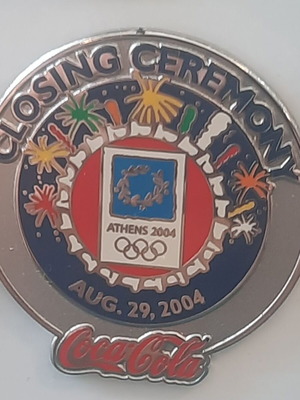 CLOSING CEREMONY
ATHENS 2004
AUG. 29, 2004
Coca-Cola